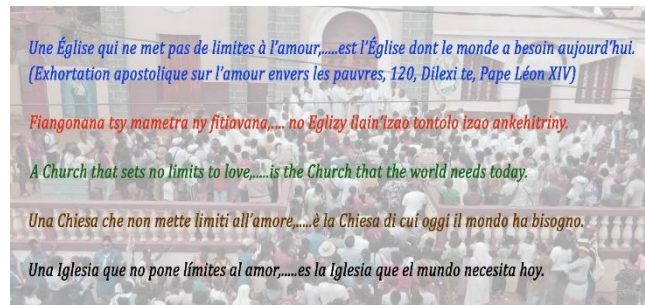 Une Église qui ne met pas de limites à l'amour,.....est l'Église dont le monde a besoin aujourd'hui.
(Exhortation apostolique sur l'amour envers les pauvres, 120, Dilexi te, Pape Léon XIV)
Fiangonana tsy mametra ny fitiavana,.... no Eglizy ilain'izao tontolo izao ankehitriny.
A Church that sets no limits to love,.....is the Church that the world needs today.
Una Chiesa che non mette limiti all'amore,.....è la Chiesa di cui oggi il mondo ha bisogno.
Una Iglesia que no pone límites al amor,.....es la Iglesia que el mundo necesita hoy.